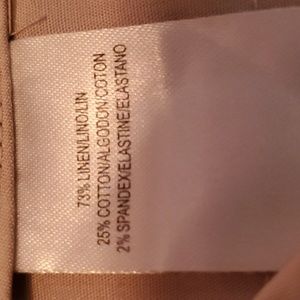 73% LINEN/LINO/LIN
25% COTTON/ALGODON/COTON
2% SPANDEX/ELASTINE/ELASTANO